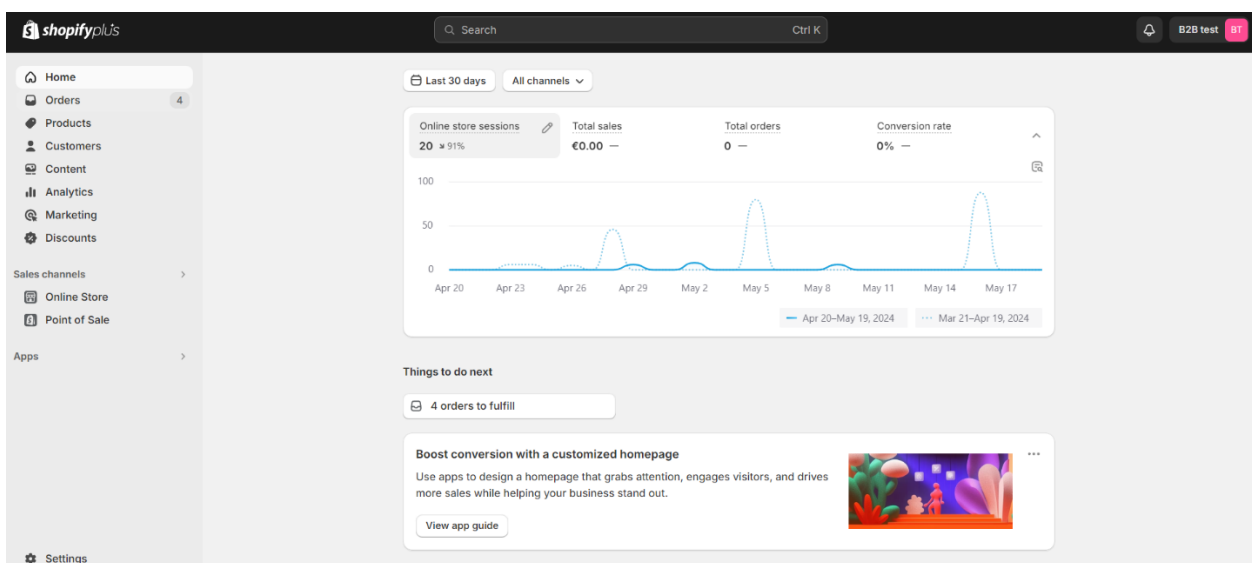 shopifyplus
Search
Ctrl K
B2B test
BT
Home
Orders
4
Products
Customers
Content
Analytics
Marketing
Discounts
Sales channels
Online Store
Point of Sale
Apps
Settings
Last 30 days
All channels
Online store sessions
20 91%
Total sales
€0.00 —
Total orders
0 —
Conversion rate
0% —
100
50
0
Apr 20 Apr 23 Apr 26 Apr 29 May 2 May 5 May 8 May 11 May 14 May 17
Apr 20–May 19, 2024
Mar 21–Apr 19, 2024
Things to do next
4 orders to fulfill
Boost conversion with a customized homepage
Use apps to design a homepage that grabs attention, engages visitors, and drives
more sales while helping your business stand out.
View app guide